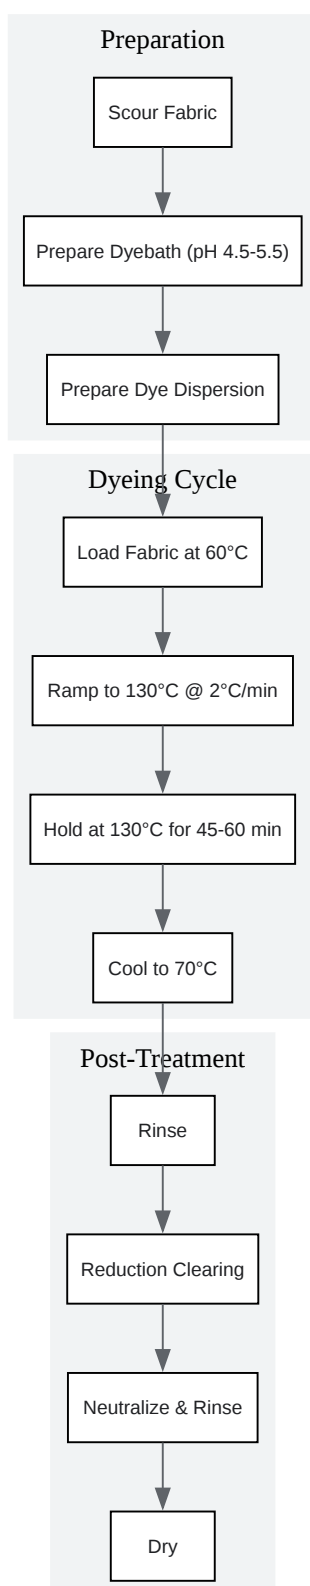 Preparation
Scour Fabric
Prepare Dyebath (pH 4.5-5.5)
Prepare Dye Dispersion
Dyeing Cycle
Load Fabric at 60°C
Ramp to 130°C @ 2°C/min
Hold at 130°C for 45-60 min
Cool to 70°C
Post-Treatment
Rinse
Reduction Clearing
Neutralize & Rinse
Dry